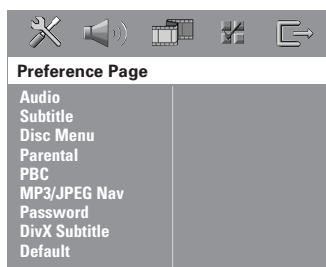 Preference Page
Audio
Subtitle
Disc Menu
Parental
PBC
MP3/JPEG Nav
Password
DivX Subtitle
Default